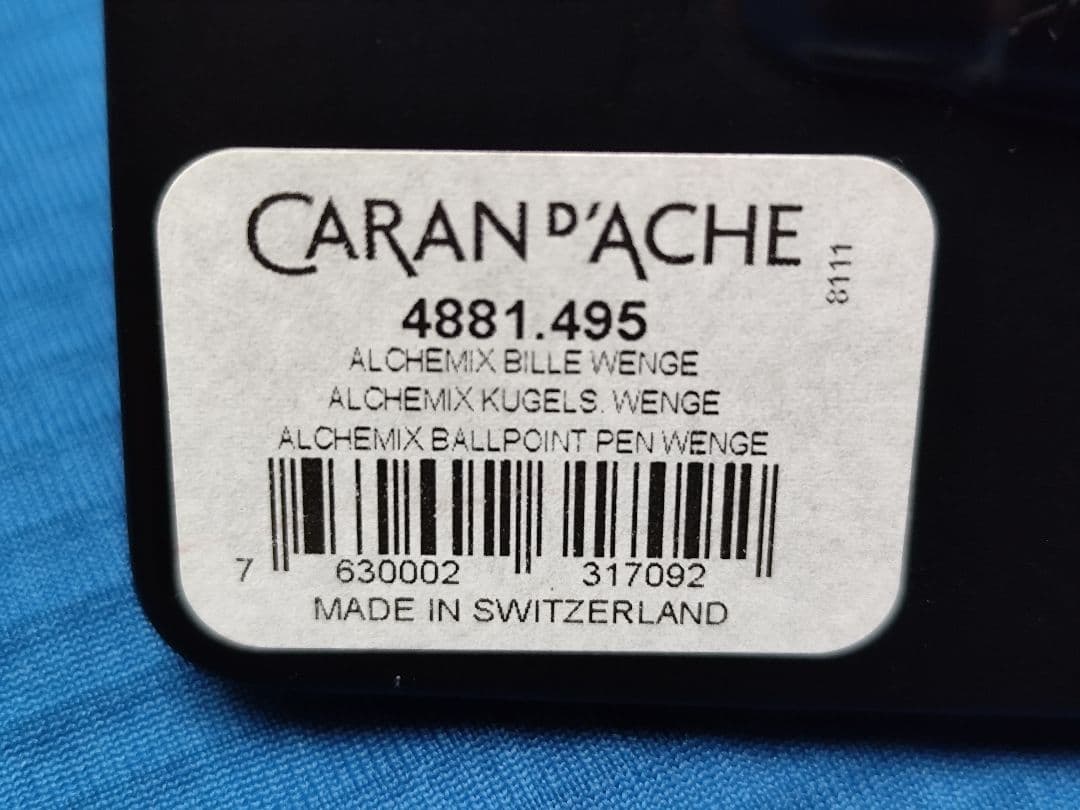 CARAN D'ACHE
8111
4881.495
ALCHEMIX BILLE WENGE
ALCHEMIX KUGELS. WENGE
ALCHEMIX BALLPOINT PEN WENGE
7 630002 317092
MADE IN SWITZERLAND